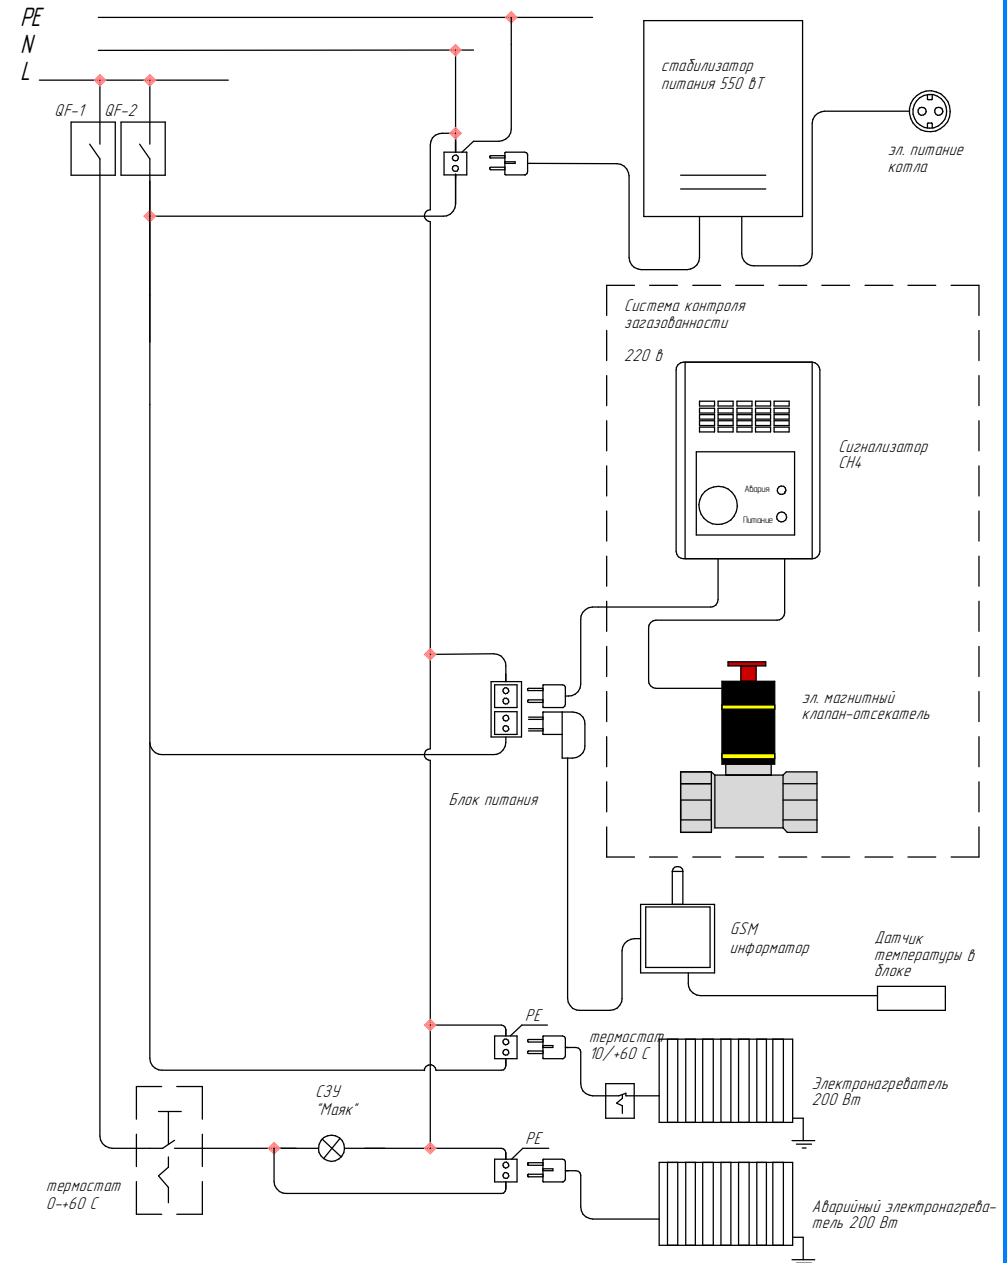 PE
N
L
QF-1 QF-2
стабилизатор
питания 550 вТ
эл. питание
котла
Система контроля
загазованности
220 в
Сигнализатор
CH4
Авария
Питание
эл. магнитный
клапан-отсекатель
Блок питания
GSM
информатор
Датчик
температуры в
блоке
PE
термостат
10/+60 С
Электронагреватель
200 Вт
СЗУ
"Маяк"
PE
термостат
0-+60 С
Аварийный электронагрева-
тель 200 Вт